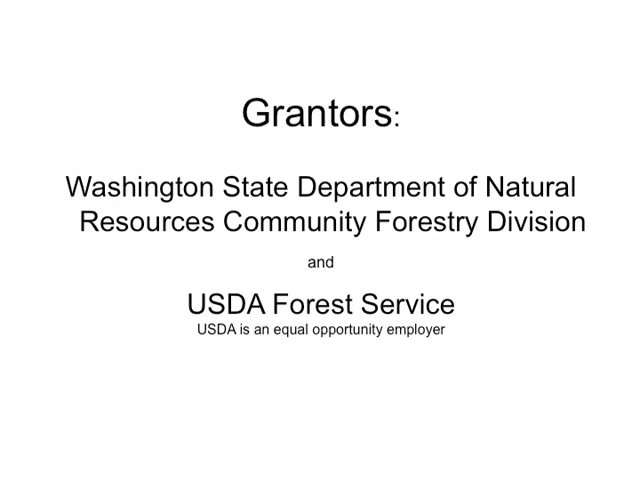 Grantors:
Washington State Department of Natural
Resources Community Forestry Division
and
USDA Forest Service
USDA is an equal opportunity employer